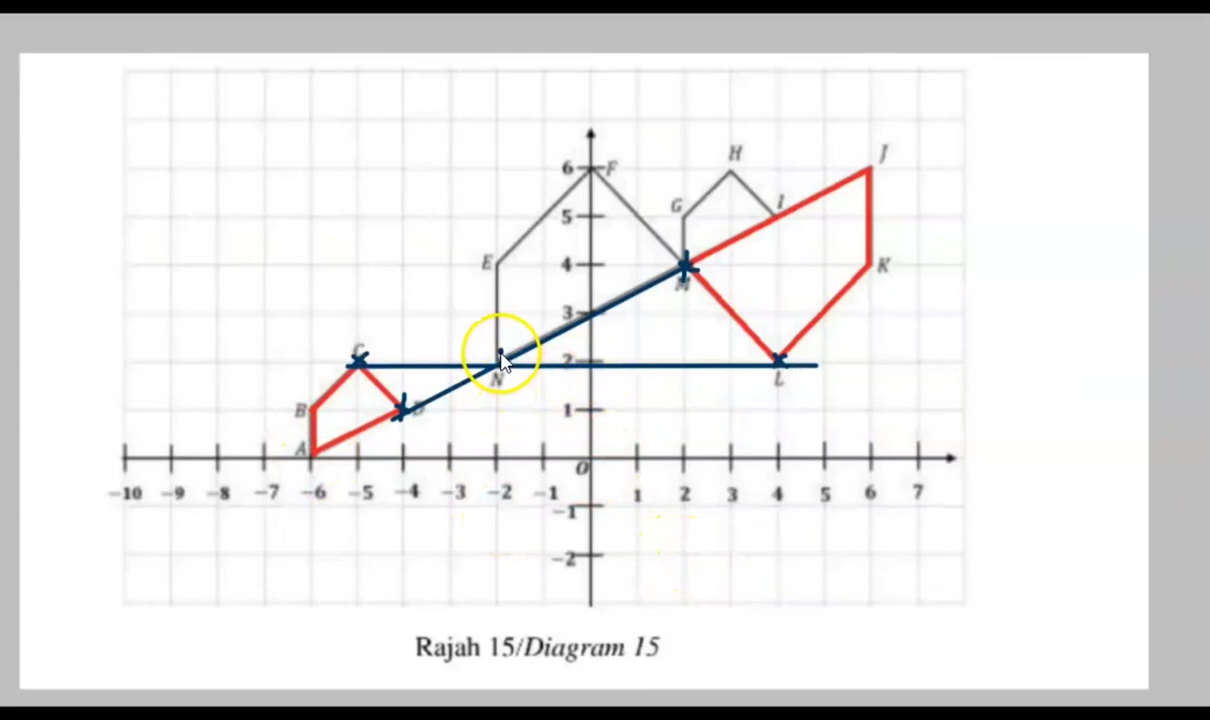 H
J
6 F
G
I
5
E
4
K
M
3
C
2
N
L
B
D
1
A
O
−10 −9 −8 −7 −6 −5 −4 −3 −2 −1 1 2 3 4 5 6 7
−1
−2
Rajah 15/Diagram 15